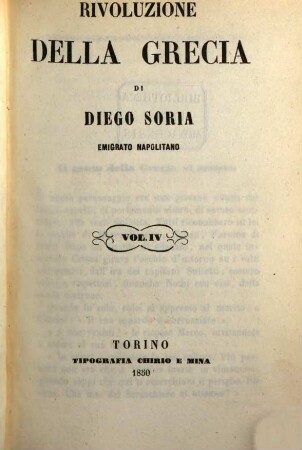 RIVOLUZIONE
DELLA GRECIA
DI
DIEGO SORIA
EMIGRATO NAPOLITANO
VOL. IV
TORINO
TIPOGRAFIA CHIRIO E MINA
1850